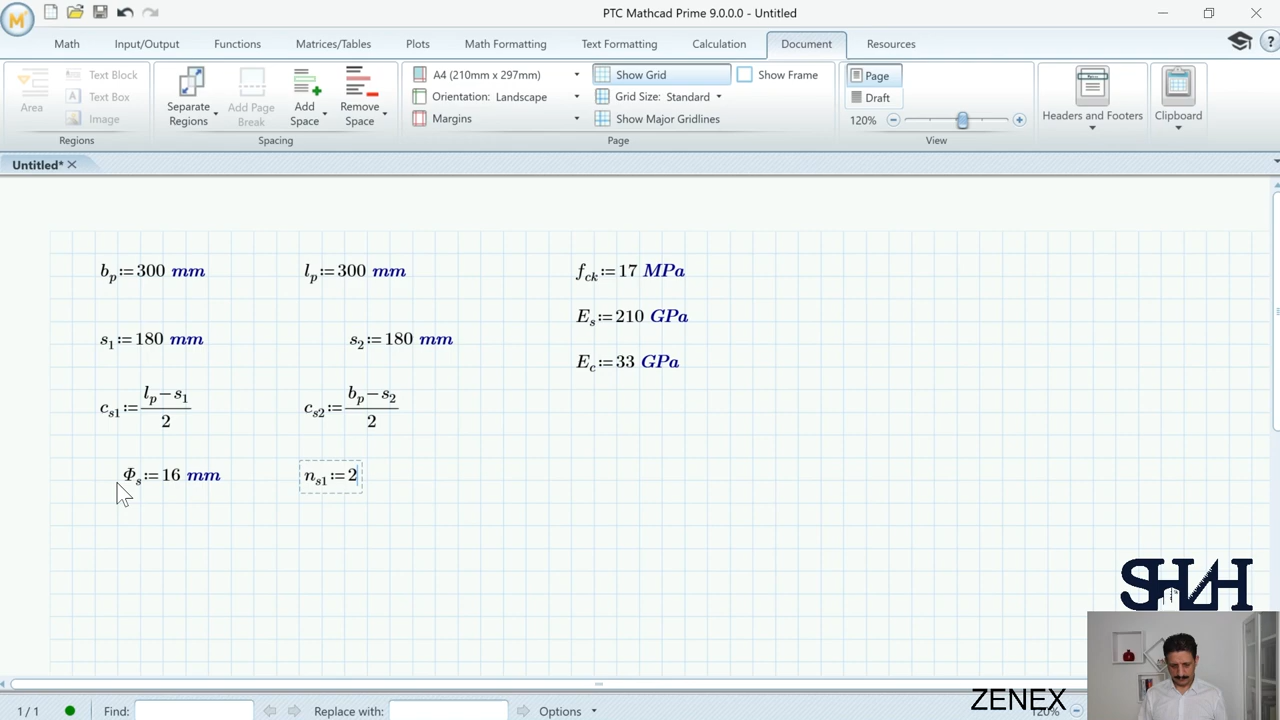 PTC Mathcad Prime 9.0.0.0 - Untitled
Math Input/Output Functions Matrices/Tables Plots Math Formatting Text Formatting Calculation Document Resources
Area Text Block Text Box Image
Regions
Separate Regions Add Page Break Add Space Remove Space
Spacing
A4 (210mm x 297mm) Show Grid Show Frame
Orientation: Landscape Grid Size: Standard
Margins Show Major Gridlines
Page
Page
Draft
120%
View
Headers and Footers
Clipboard
Untitled*
b_p:=300 mm l_p:=300 mm f_ck:=17 MPa
E_s:=210 GPa
s_1:=180 mm s_2:=180 mm
E_c:=33 GPa
c_s1:=(l_p-s_1)/2 c_s2:=(b_p-s_2)/2
Φ_s:=16 mm n_s1:=2
SHZH
ZENEX
1 / 1 Find: Replace with: Options 120%